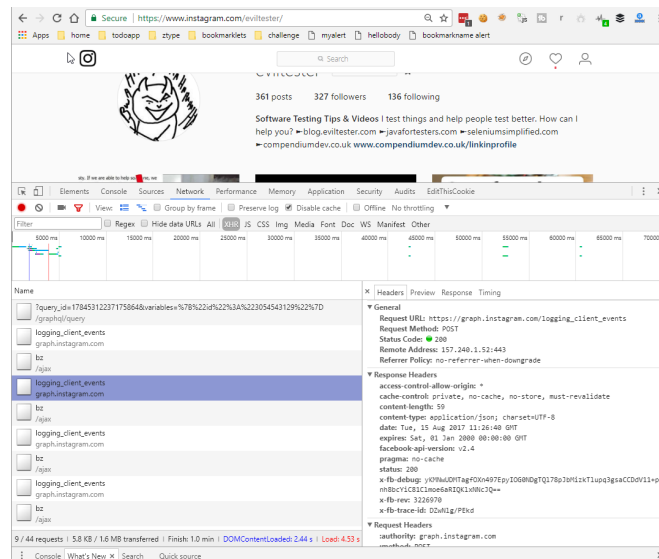 Secure https://www.instagram.com/eviltester/
Apps home todoapp ztype bookmarklets challenge myalert hellobody bookmarkname alert
Search
eviltester
361 posts 327 followers 136 following
Software Testing Tips & Videos I test things and help people test better. How can I
help you? ►blog.eviltester.com ►javafortesters.com ►seleniumsimplified.com
►compendiumdev.co.uk www.compendiumdev.co.uk/linkinprofile
Elements Console Sources Network Performance Memory Application Security Audits EditThisCookie
View: Group by frame Preserve log Disable cache Offline No throttling
Filter Regex Hide data URLs All XHR JS CSS Img Media Font Doc WS Manifest Other
5000 ms 10000 ms 15000 ms 20000 ms 25000 ms 30000 ms 35000 ms 40000 ms 45000 ms 50000 ms 55000 ms 60000 ms 65000 ms 70000
Name
?query_id=17845312237175864&variables=%7B%22id%22%3A%223054543129%22%7D
/graphql/query
logging_client_events
graph.instagram.com
bz
/ajax
logging_client_events
graph.instagram.com
bz
/ajax
logging_client_events
graph.instagram.com
bz
/ajax
logging_client_events
graph.instagram.com
bz
/ajax
9 / 44 requests | 5.8 KB / 1.6 MB transferred | Finish: 1.0 min | DOMContentLoaded: 2.44 s | Load: 4.53 s
× Headers Preview Response Timing
▼General
Request URL: https://graph.instagram.com/logging_client_events
Request Method: POST
Status Code: 200
Remote Address: 157.240.1.52:443
Referrer Policy: no-referrer-when-downgrade
▼Response Headers
access-control-allow-origin: *
cache-control: private, no-cache, no-store, must-revalidate
content-length: 59
content-type: application/json; charset=UTF-8
date: Tue, 15 Aug 2017 11:26:40 GMT
expires: Sat, 01 Jan 2000 00:00:00 GMT
facebook-api-version: v2.4
pragma: no-cache
status: 200
x-fb-debug:
x-fb-rev: 3226970
x-fb-trace-id: DZwNlg/PEkd
▼Request Headers
:authority: graph.instagram.com
:method: POST
Console What's New × Search Quick source